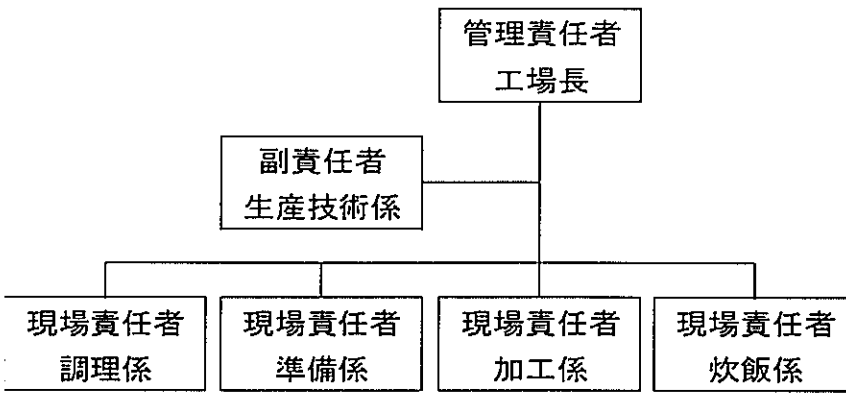 管理責任者
工場長
副責任者
生産技術係
現場責任者
調理係
現場責任者
準備係
現場責任者
加工係
現場責任者
炊飯係